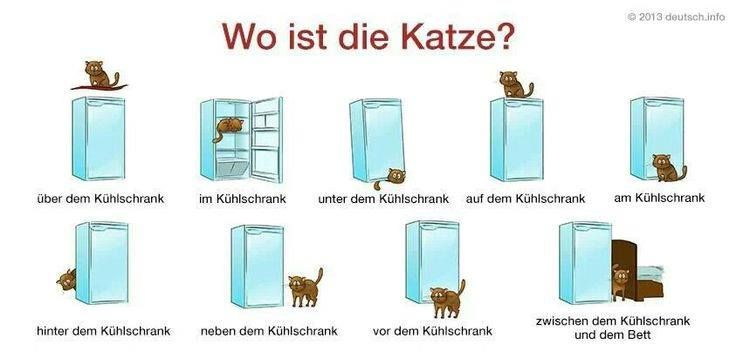 © 2013 deutsch.info
Wo ist die Katze?
über dem Kühlschrank
im Kühlschrank
unter dem Kühlschrank
auf dem Kühlschrank
am Kühlschrank
hinter dem Kühlschrank
neben dem Kühlschrank
vor dem Kühlschrank
zwischen dem Kühlschrank
und dem Bett